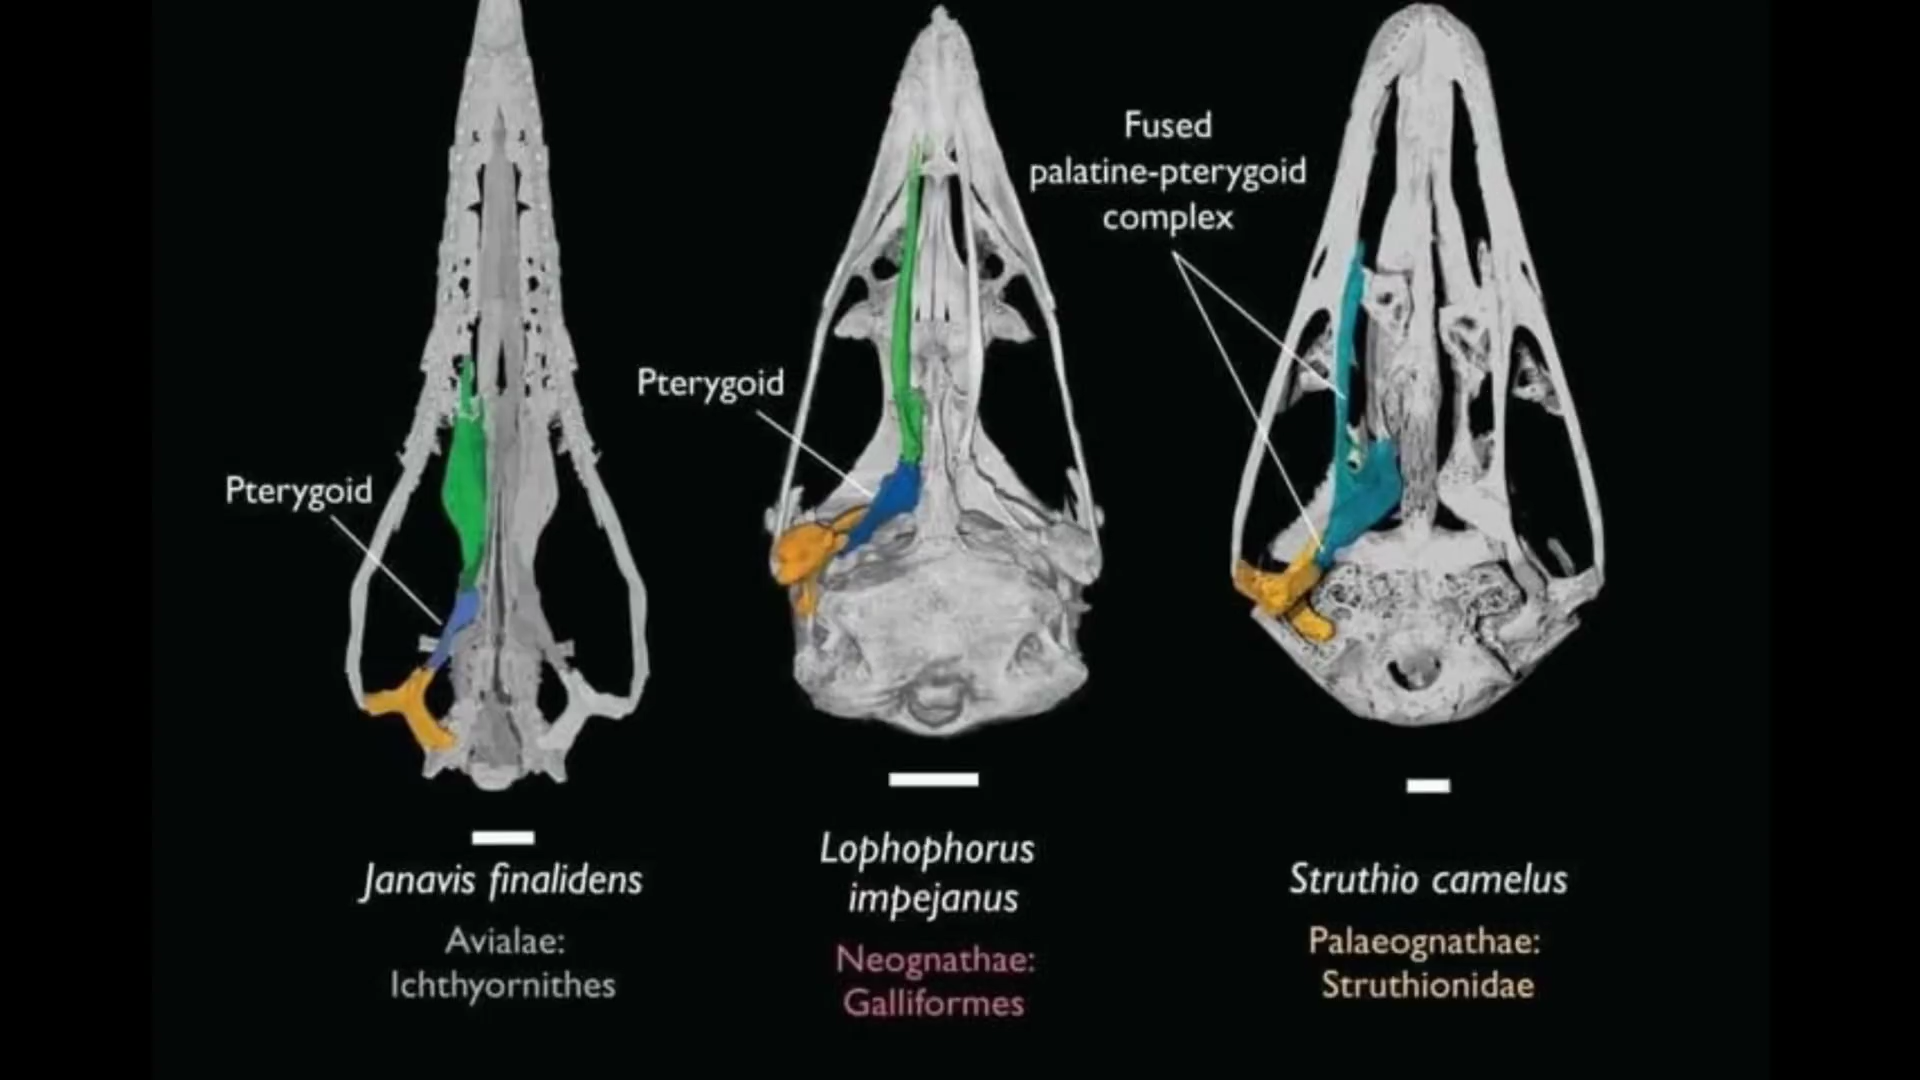 Fused
palatine-pterygoid
complex
Pterygoid
Pterygoid
Janavis finalidens
Avialae:
Ichthyornithes
Lophophorus
impejanus
Neognathae:
Galliformes
Struthio camelus
Palaeognathae:
Struthionidae